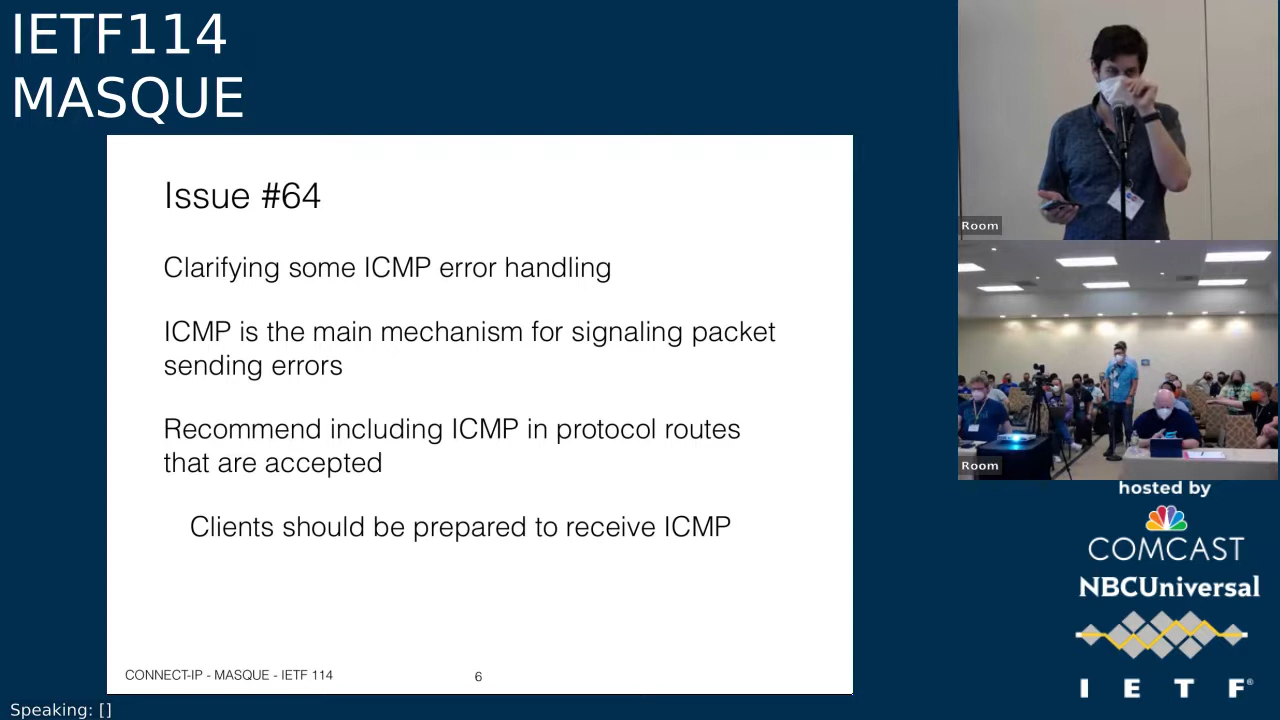 IETF114
MASQUE
Issue #64
Clarifying some ICMP error handling
ICMP is the main mechanism for signaling packet
sending errors
Recommend including ICMP in protocol routes
that are accepted
Clients should be prepared to receive ICMP
CONNECT-IP - MASQUE - IETF 114
6
Room
Room
hosted by
COMCAST
NBCUniversal
I E T F®
Speaking: []